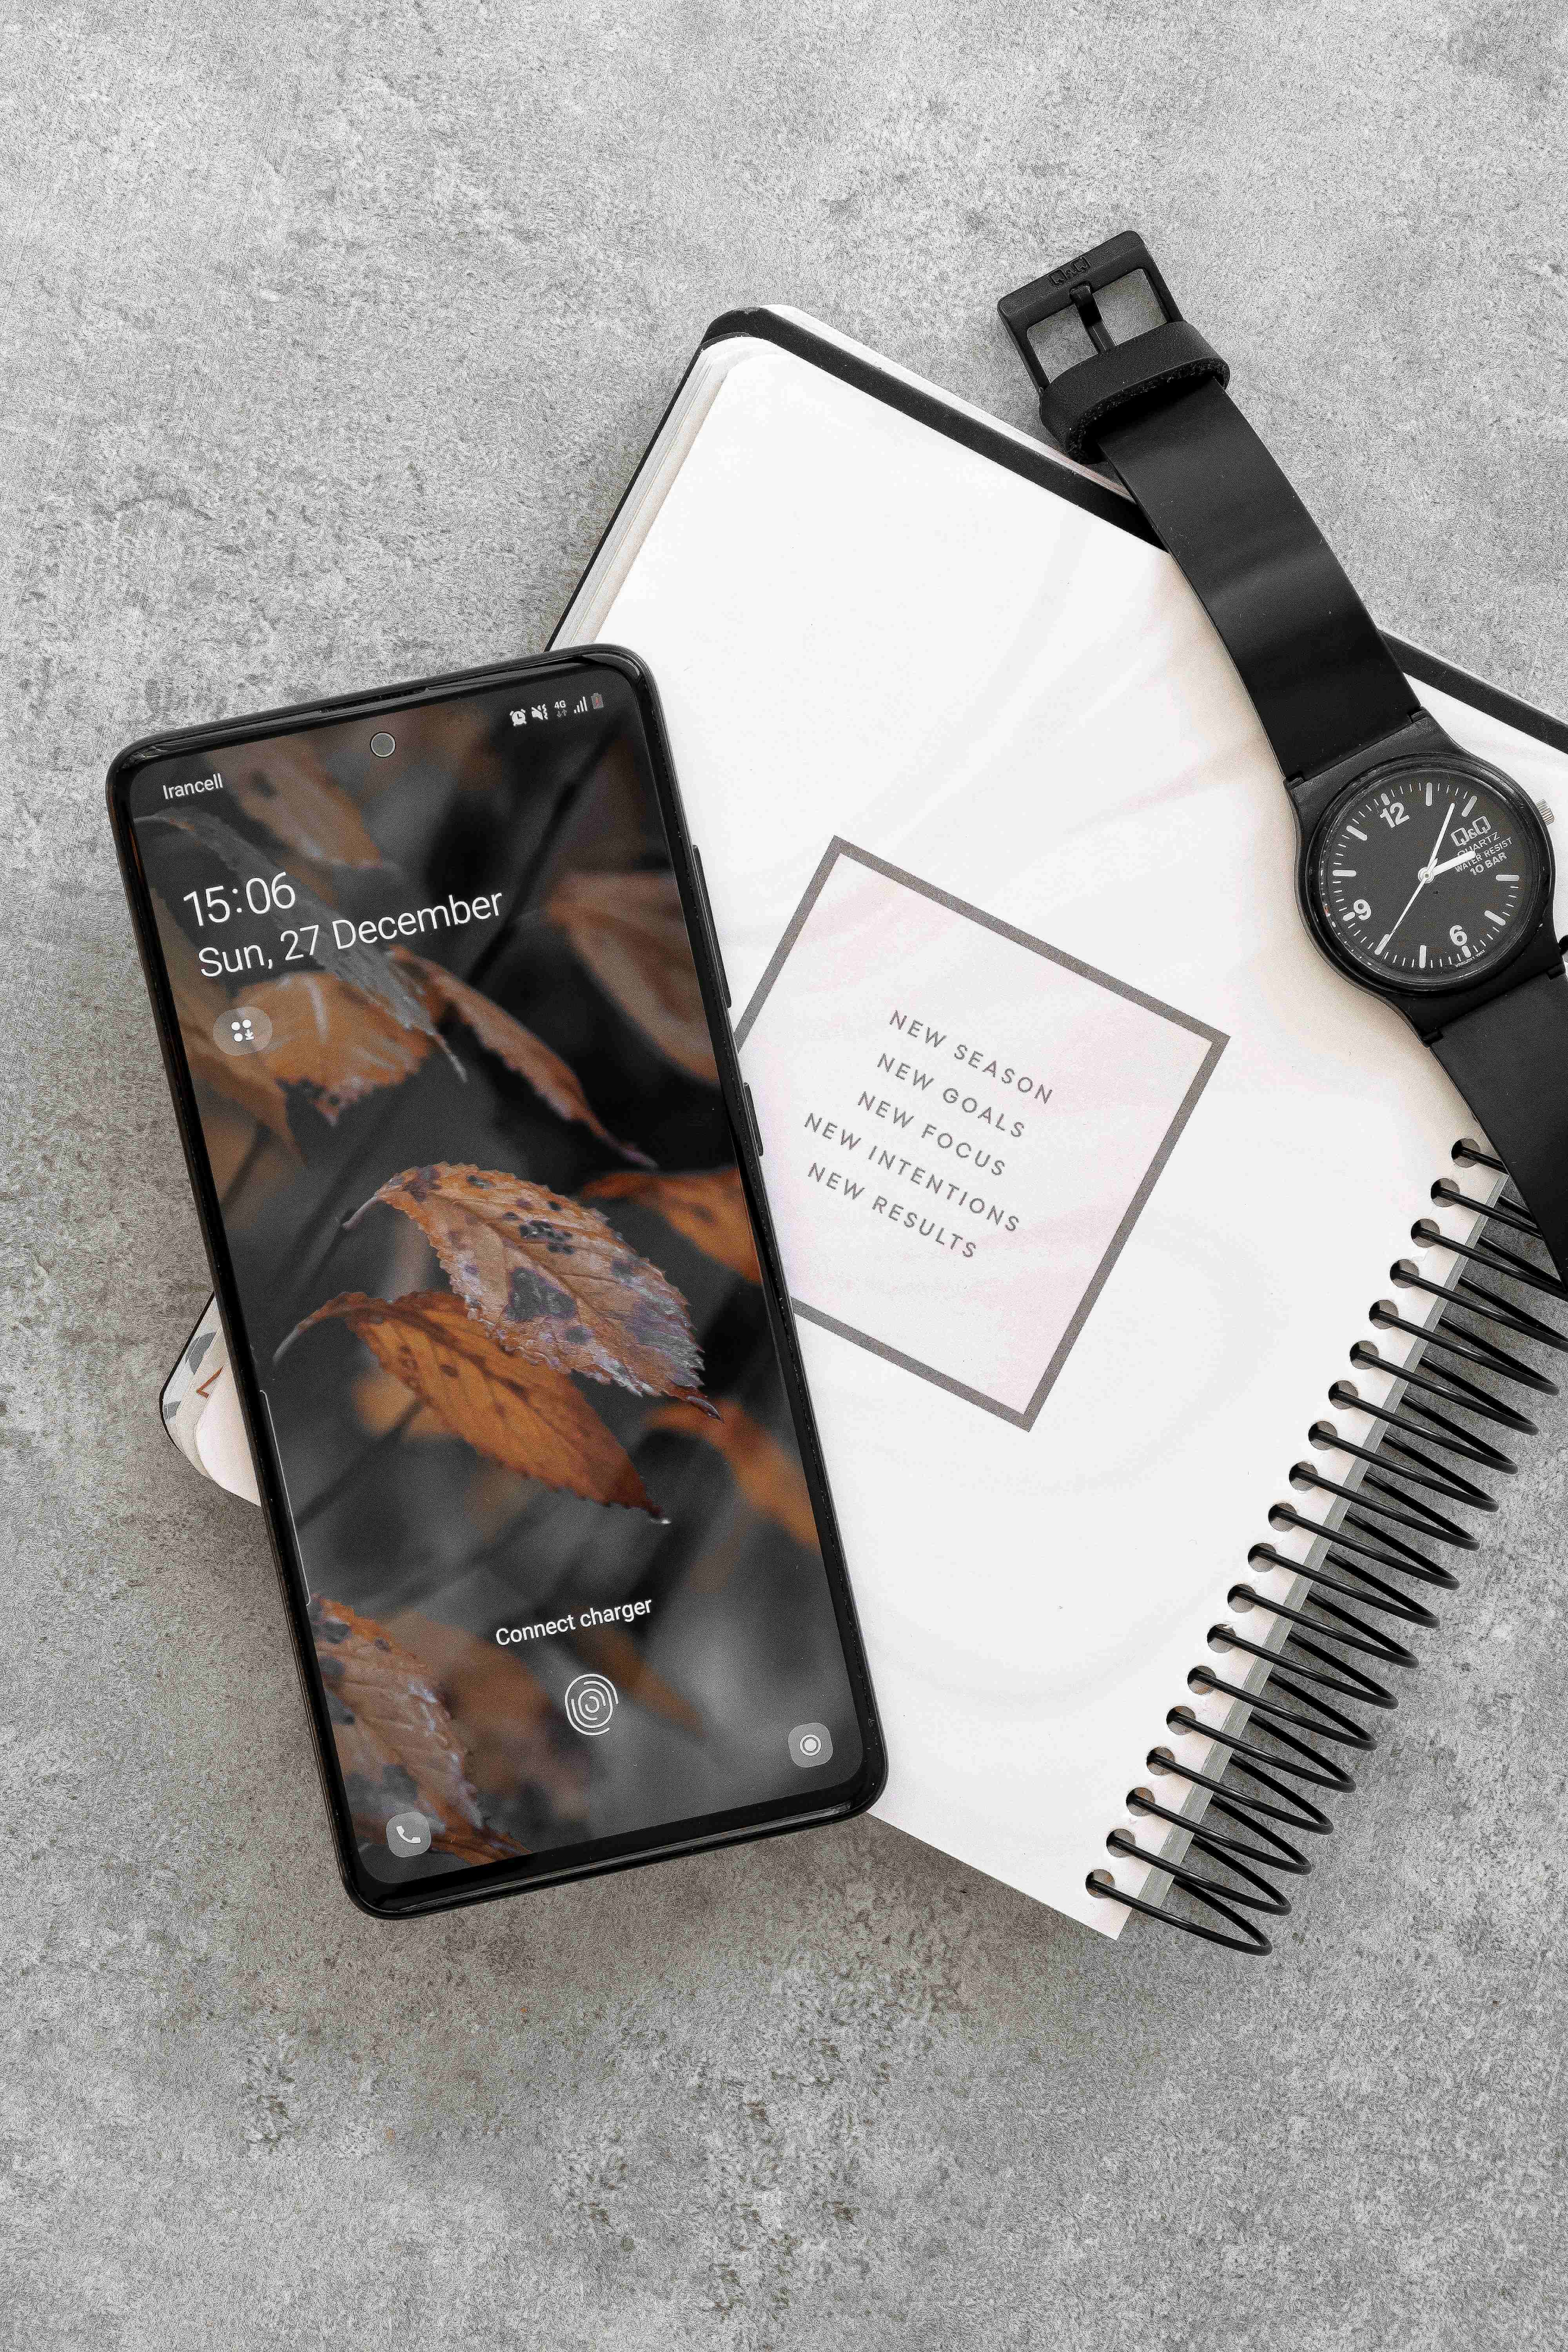 Irancell
4G
15:06
Sun, 27 December
Connect charger
NEW SEASON
NEW GOALS
NEW FOCUS
NEW INTENTIONS
NEW RESULTS
Q&Q
12
Q&Q
QUARTZ
WATER RESIST
10 BAR
9
6